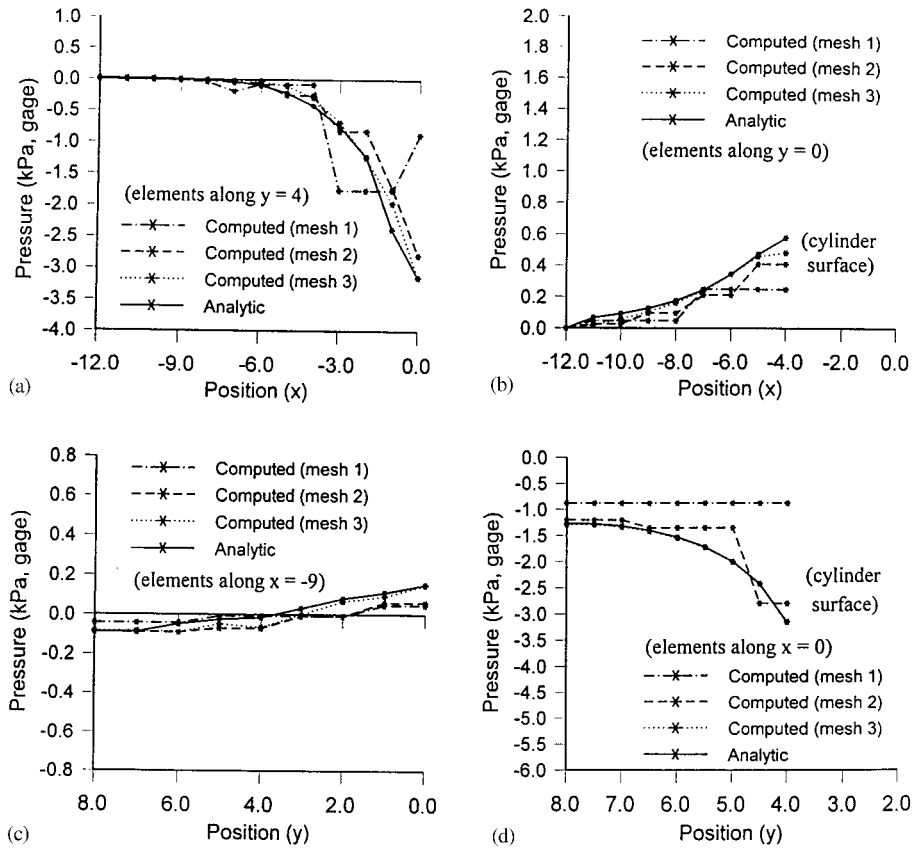 1.0
0.5
0.0
-0.5
-1.0
-1.5
-2.0
-2.5
-3.0
-3.5
-4.0
Pressure (kPa, gage)
(elements along y = 4)
Computed (mesh 1)
Computed (mesh 2)
Computed (mesh 3)
Analytic
-12.0 -9.0 -6.0 -3.0 0.0
Position (x)
(a)
2.0
1.8
1.6
1.4
1.2
1.0
0.8
0.6
0.4
0.2
0.0
Pressure (kPa, gage)
Computed (mesh 1)
Computed (mesh 2)
Computed (mesh 3)
Analytic
(elements along y = 0)
(cylinder
surface)
-12.0 -10.0 -8.0 -6.0 -4.0 -2.0 0.0
Position (x)
(b)
0.8
0.6
0.4
0.2
0.0
-0.2
-0.4
-0.6
-0.8
Pressure (kPa, gage)
Computed (mesh 1)
Computed (mesh 2)
Computed (mesh 3)
Analytic
(elements along x = -9)
8.0 6.0 4.0 2.0 0.0
Position (y)
(c)
-0.0
-0.5
-1.0
-1.5
-2.0
-2.5
-3.0
-3.5
-4.0
-4.5
-5.0
-5.5
-6.0
Pressure (kPa, gage)
(cylinder
surface)
(elements along x = 0)
Computed (mesh 1)
Computed (mesh 2)
Computed (mesh 3)
Analytic
8.0 7.0 6.0 5.0 4.0 3.0 2.0
Position (y)
(d)